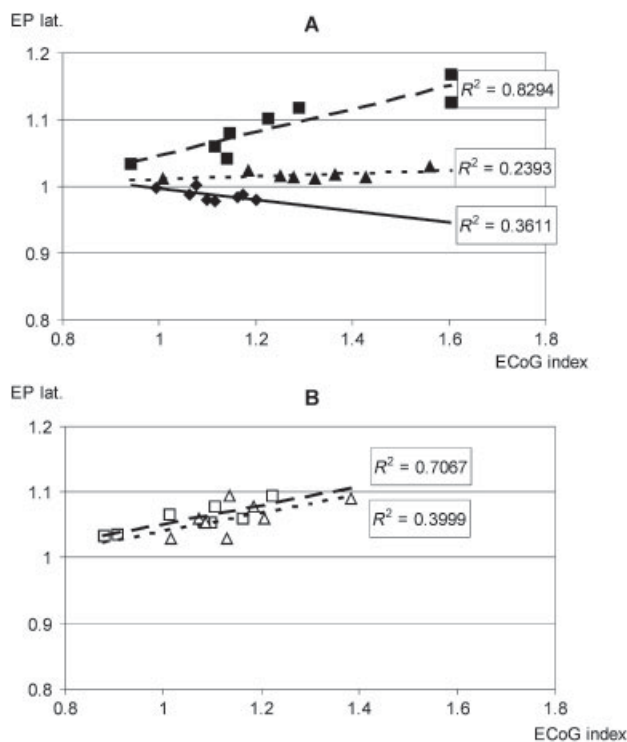 EP lat.
A
1.2
1.1
1
0.9
0.8
R² = 0.8294
R² = 0.2393
R² = 0.3611
0.8 1 1.2 1.4 1.6 1.8
ECoG index
EP lat.
B
1.2
1.1
1
0.9
0.8
R² = 0.7067
R² = 0.3999
0.8 1 1.2 1.4 1.6 1.8
ECoG index